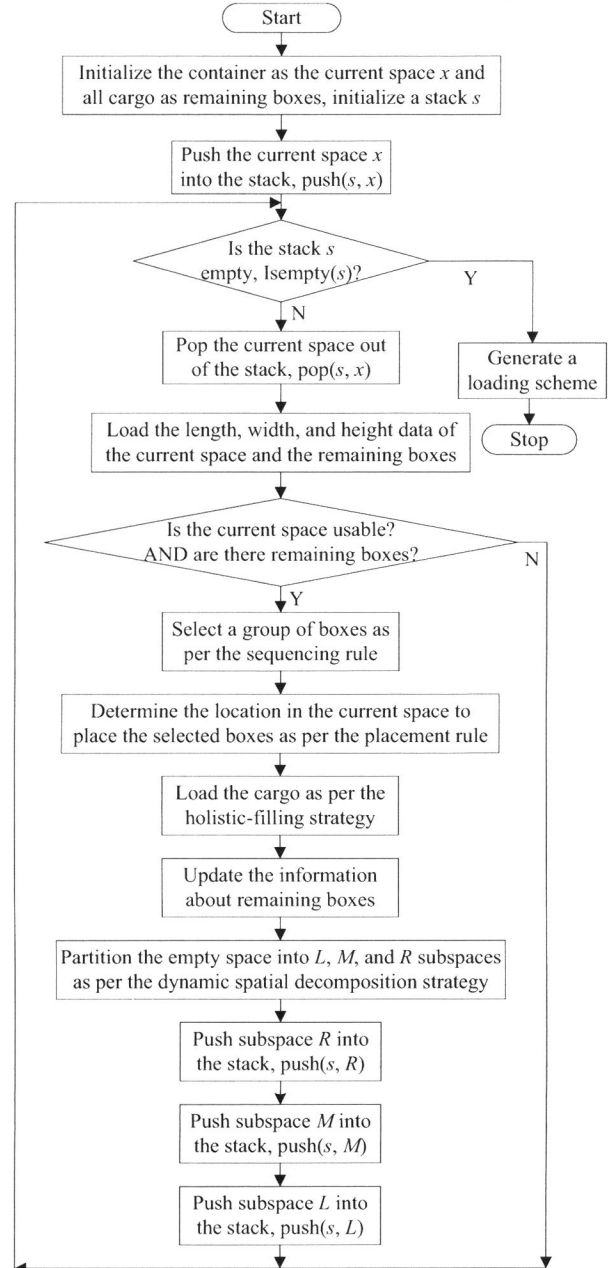 Start
Initialize the container as the current space x and
all cargo as remaining boxes, initialize a stack s
Push the current space x
into the stack, push(s, x)
Is the stack s
empty, Isempty(s)?
Y
N
Pop the current space out
of the stack, pop(s, x)
Generate a
loading scheme
Load the length, width, and height data of
the current space and the remaining boxes
Stop
Is the current space usable?
AND are there remaining boxes?
N
Y
Select a group of boxes as
per the sequencing rule
Determine the location in the current space to
place the selected boxes as per the placement rule
Load the cargo as per the
holistic-filling strategy
Update the information
about remaining boxes
Partition the empty space into L, M, and R subspaces
as per the dynamic spatial decomposition strategy
Push subspace R into
the stack, push(s, R)
Push subspace M into
the stack, push(s, M)
Push subspace L into
the stack, push(s, L)